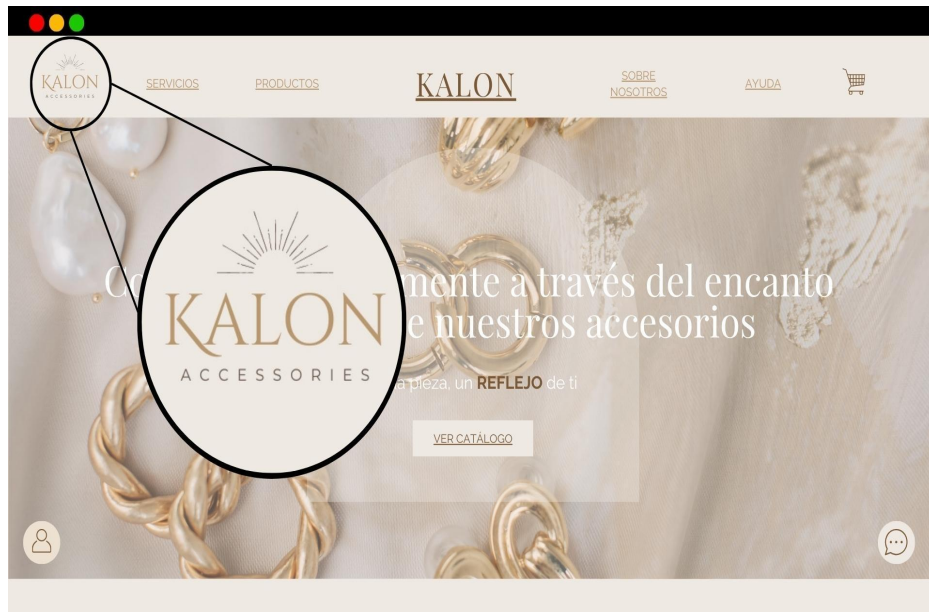 KALON
ACCESSORIES
SERVICIOS
PRODUCTOS
KALON
SOBRE
NOSOTROS
AYUDA
KALON
ACCESSORIES
mente a través del encanto
e nuestros accesorios
pieza, un REFLEJO de ti
VER CATÁLOGO